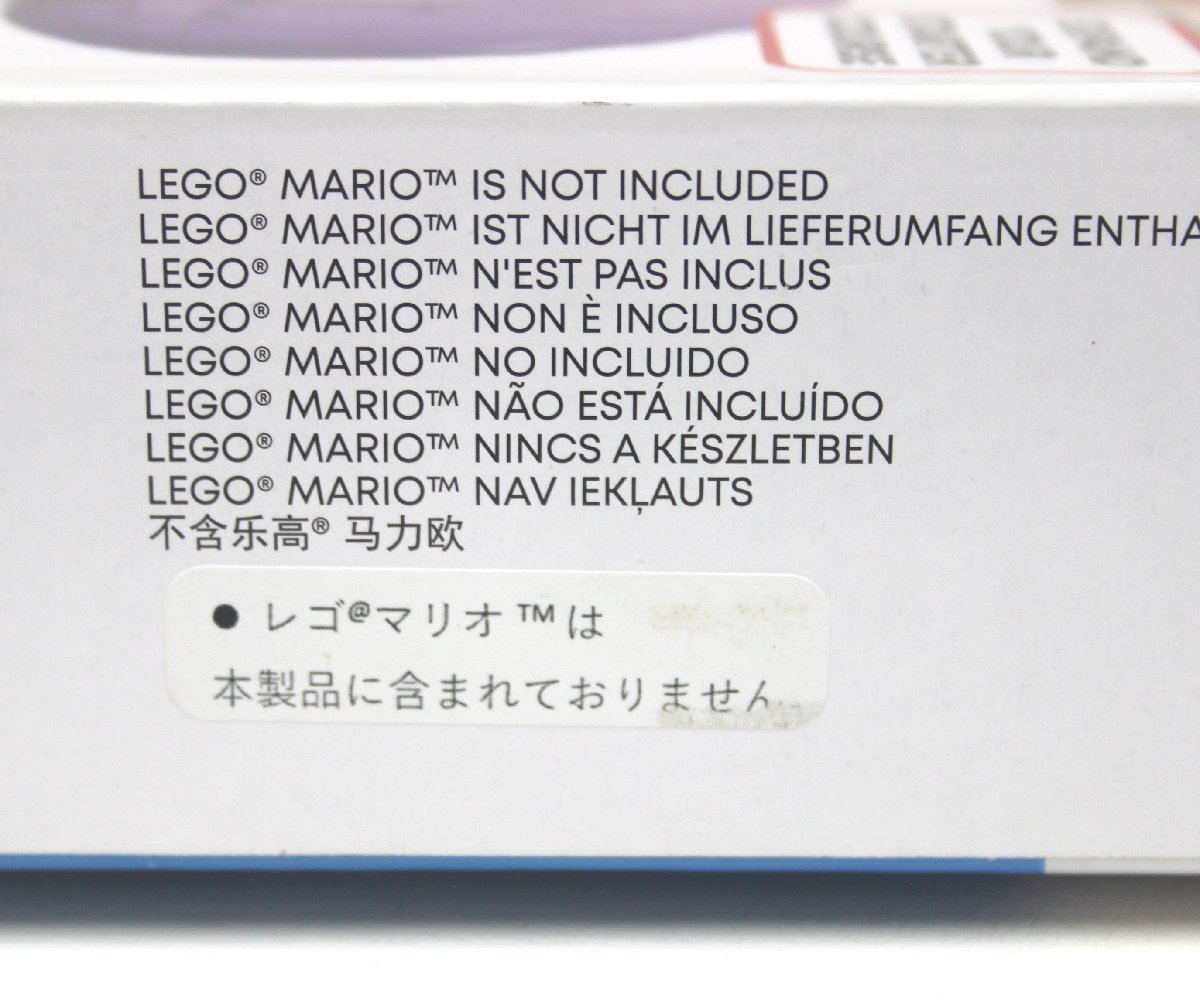 LEGO® MARIO™ IS NOT INCLUDED
LEGO® MARIO™ IST NICHT IM LIEFERUMFANG ENTHA
LEGO® MARIO™ N'EST PAS INCLUS
LEGO® MARIO™ NON È INCLUSO
LEGO® MARIO™ NO INCLUIDO
LEGO® MARIO™ NÃO ESTÁ INCLUÍDO
LEGO® MARIO™ NINCS A KÉSZLETBEN
LEGO® MARIO™ NAV IEKĻAUTS
不含乐高® 马力欧
● レゴ@マリオ™は
本製品に含まれておりません